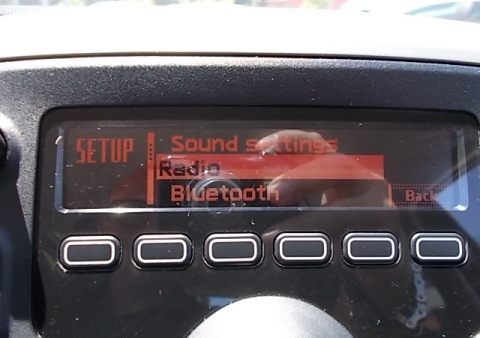 SETUP
Sound settings
Radio
Bluetooth
Back